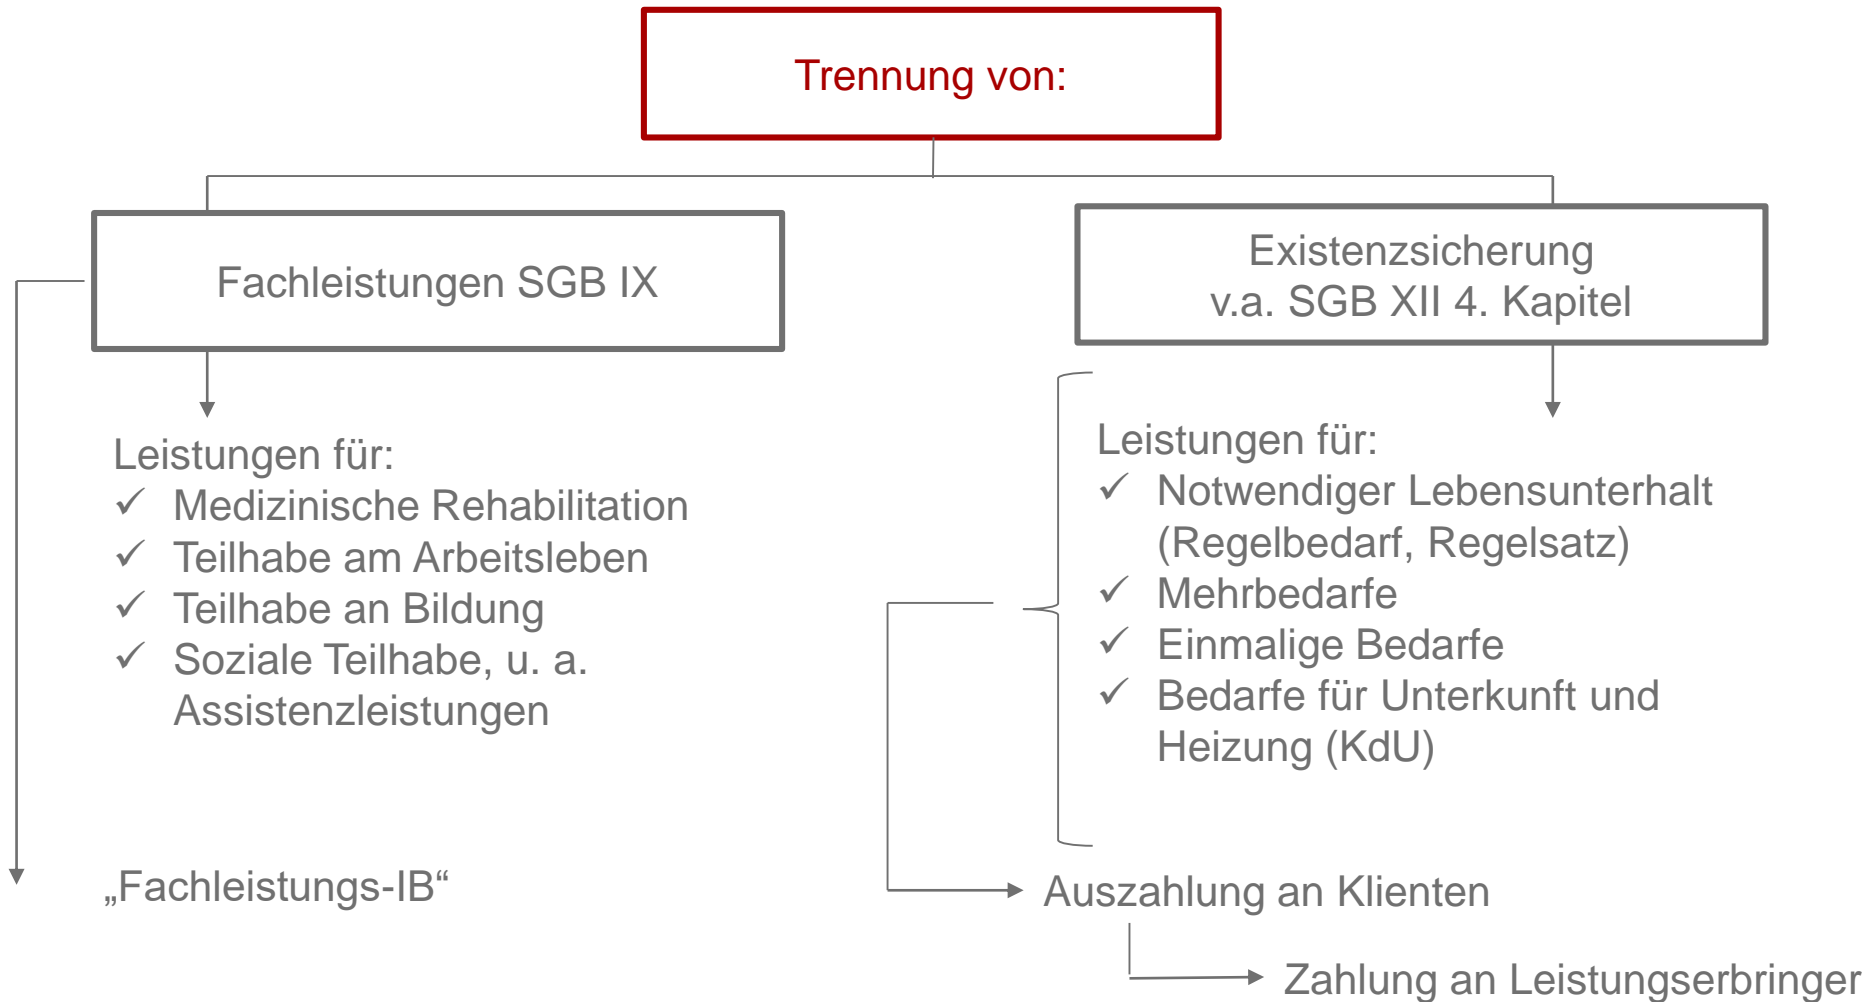 Trennung von:
Fachleistungen SGB IX
Leistungen für:
✓ Medizinische Rehabilitation
✓ Teilhabe am Arbeitsleben
✓ Teilhabe an Bildung
✓ Soziale Teilhabe, u. a.
Assistenzleistungen
„Fachleistungs-IB“
Existenzsicherung
v.a. SGB XII 4. Kapitel
Leistungen für:
✓ Notwendiger Lebensunterhalt
(Regelbedarf, Regelsatz)
✓ Mehrbedarfe
✓ Einmalige Bedarfe
✓ Bedarfe für Unterkunft und
Heizung (KdU)
Auszahlung an Klienten
Zahlung an Leistungserbringer